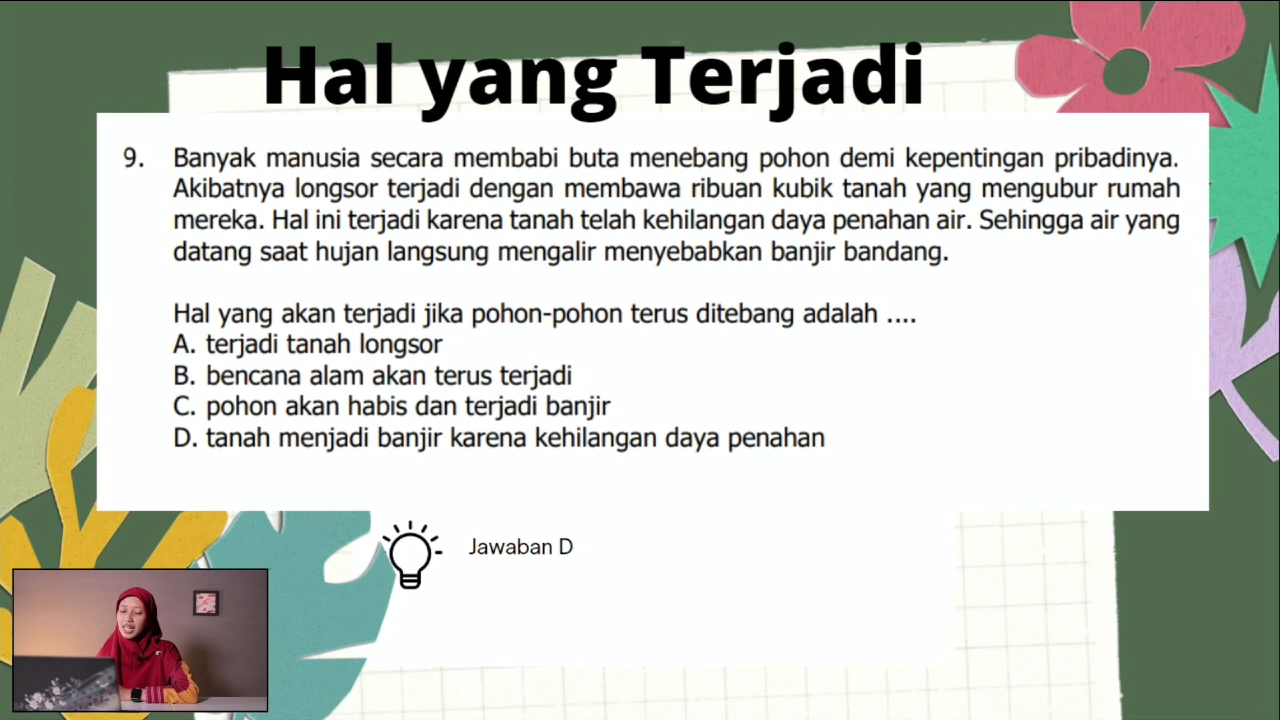 Hal yang Terjadi
9. Banyak manusia secara membabi buta menebang pohon demi kepentingan pribadinya.
Akibatnya longsor terjadi dengan membawa ribuan kubik tanah yang mengubur rumah
mereka. Hal ini terjadi karena tanah telah kehilangan daya penahan air. Sehingga air yang
datang saat hujan langsung mengalir menyebabkan banjir bandang.
Hal yang akan terjadi jika pohon-pohon terus ditebang adalah ....
A. terjadi tanah longsor
B. bencana alam akan terus terjadi
C. pohon akan habis dan terjadi banjir
D. tanah menjadi banjir karena kehilangan daya penahan
Jawaban D